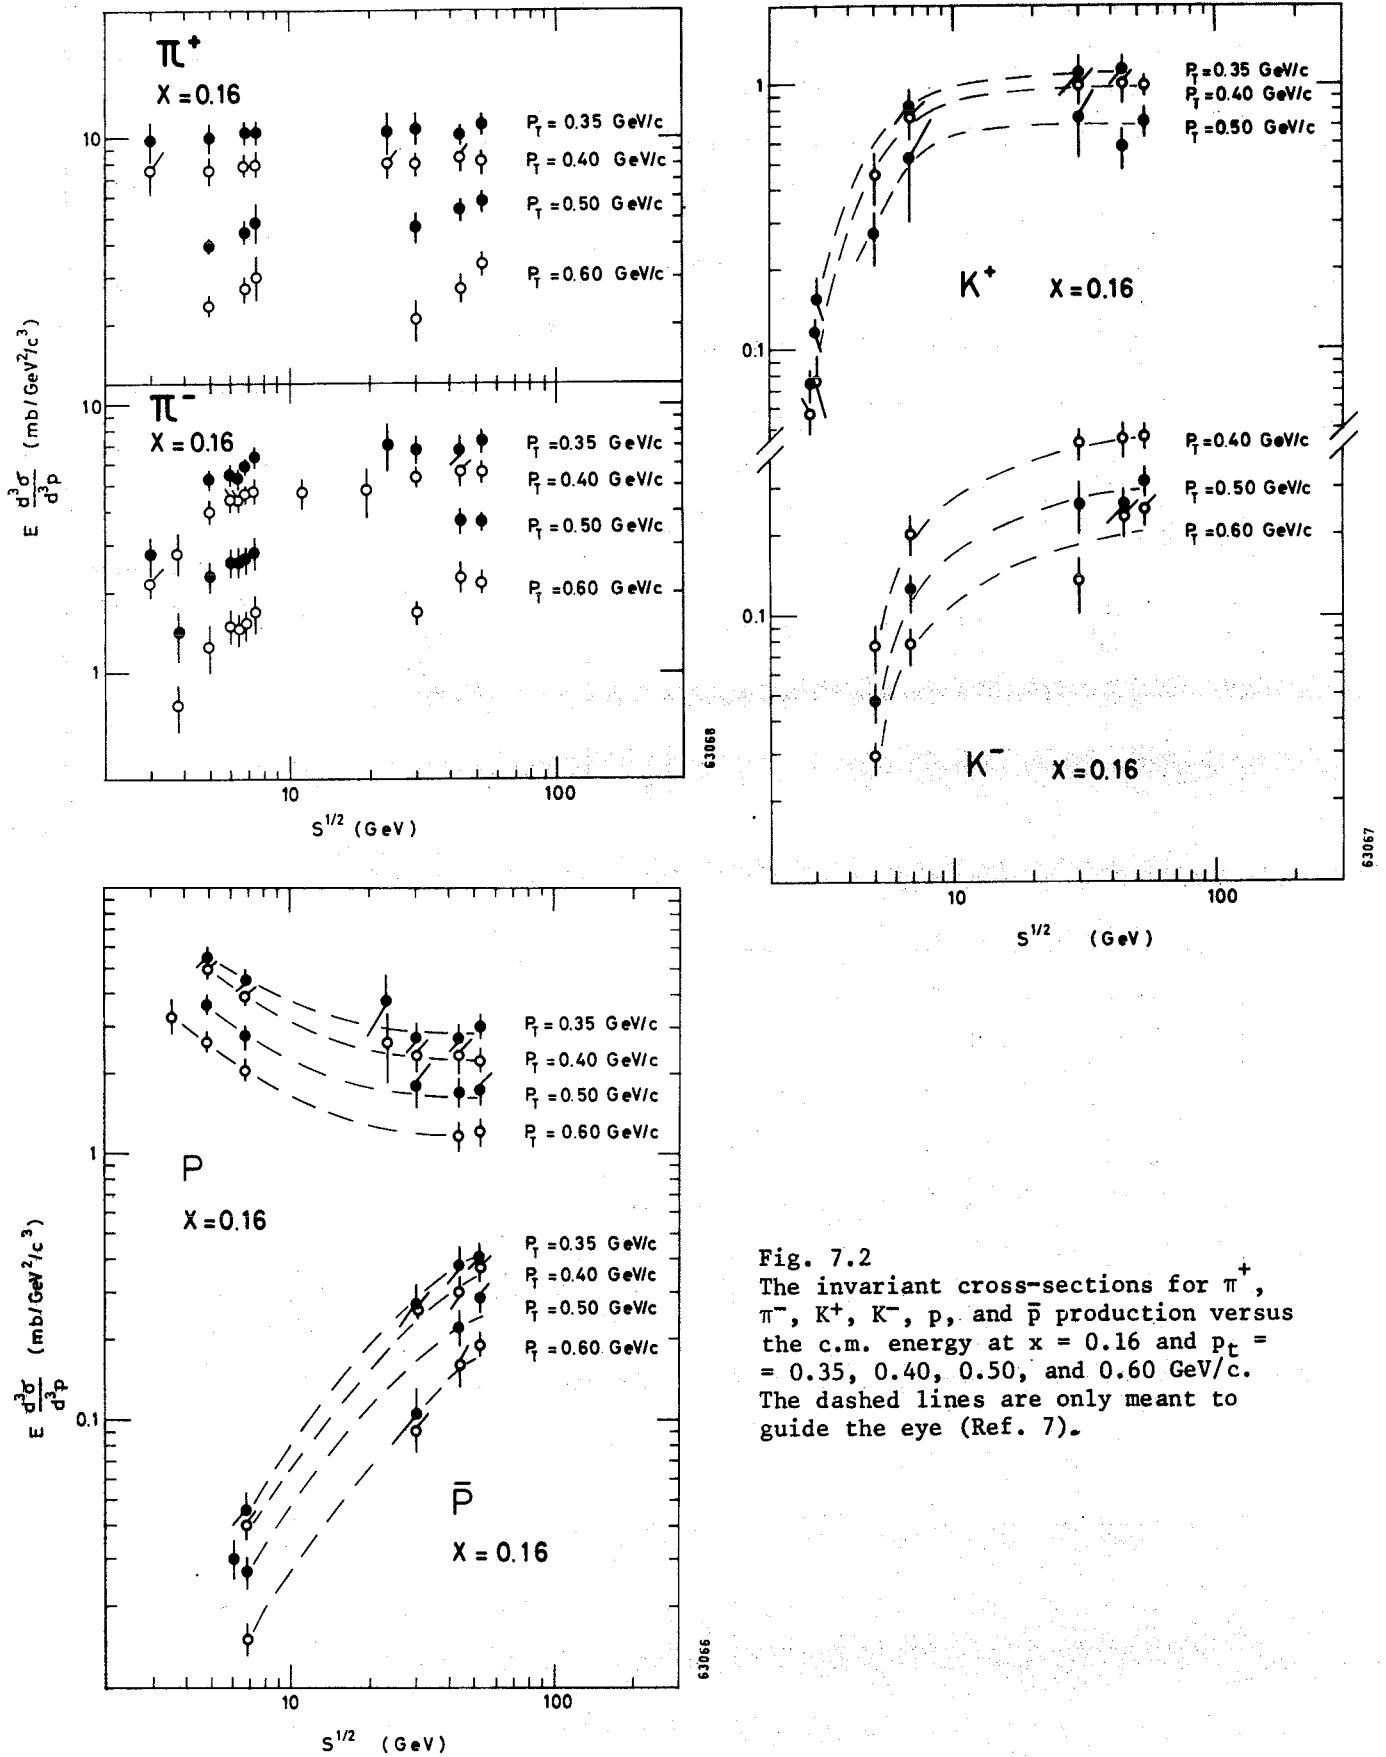 π⁺
X = 0.16
10
P_T = 0.35 GeV/c
P_T = 0.40 GeV/c
P_T = 0.50 GeV/c
P_T = 0.60 GeV/c
E d³σ/d³p (mb/GeV²/c³)
π⁻
X = 0.16
10
1
P_T = 0.35 GeV/c
P_T = 0.40 GeV/c
P_T = 0.50 GeV/c
P_T = 0.60 GeV/c
10
100
S^{1/2} (GeV)
63068
1
0.1
P_T = 0.35 GeV/c
P_T = 0.40 GeV/c
P_T = 0.50 GeV/c
K⁺ X = 0.16
P_T = 0.40 GeV/c
P_T = 0.50 GeV/c
P_T = 0.60 GeV/c
0.1
K⁻ X = 0.16
10
100
S^{1/2} (GeV)
63067
P_T = 0.35 GeV/c
P_T = 0.40 GeV/c
P_T = 0.50 GeV/c
P_T = 0.60 GeV/c
1
P
X = 0.16
E d³σ/d³p (mb/GeV²/c³)
P_T = 0.35 GeV/c
P_T = 0.40 GeV/c
P_T = 0.50 GeV/c
P_T = 0.60 GeV/c
0.1
P̄
X = 0.16
10
100
S^{1/2} (GeV)
63066
Fig. 7.2
The invariant cross-sections for π⁺,
π⁻, K⁺, K⁻, p, and p̄ production versus
the c.m. energy at x = 0.16 and p_t =
= 0.35, 0.40, 0.50, and 0.60 GeV/c.
The dashed lines are only meant to
guide the eye (Ref. 7).